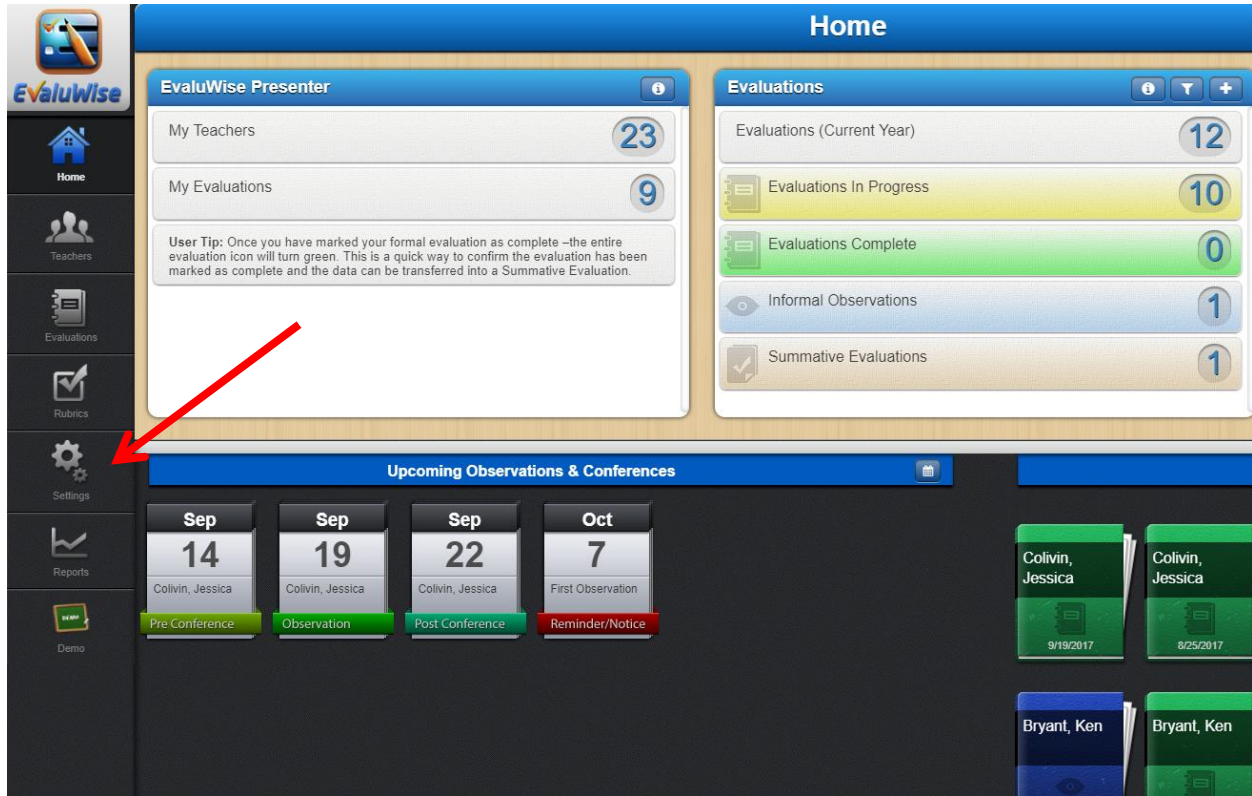 EvaluWise
Home
Teachers
Evaluations
Rubrics
Settings
Reports
DEMO
Demo
Home
EvaluWise Presenter
My Teachers
23
My Evaluations
9
User Tip: Once you have marked your formal evaluation as complete –the entire
evaluation icon will turn green. This is a quick way to confirm the evaluation has been
marked as complete and the data can be transferred into a Summative Evaluation.
Evaluations
Evaluations (Current Year)
12
Evaluations In Progress
10
Evaluations Complete
0
Informal Observations
1
Summative Evaluations
1
Upcoming Observations & Conferences
Sep
14
Colivin, Jessica
Pre Conference
Sep
19
Colivin, Jessica
Observation
Sep
22
Colivin, Jessica
Post Conference
Oct
7
First Observation
Reminder/Notice
Colivin,
Jessica
9/19/2017
Colivin,
Jessica
8/25/2017
Bryant, Ken
Bryant, Ken